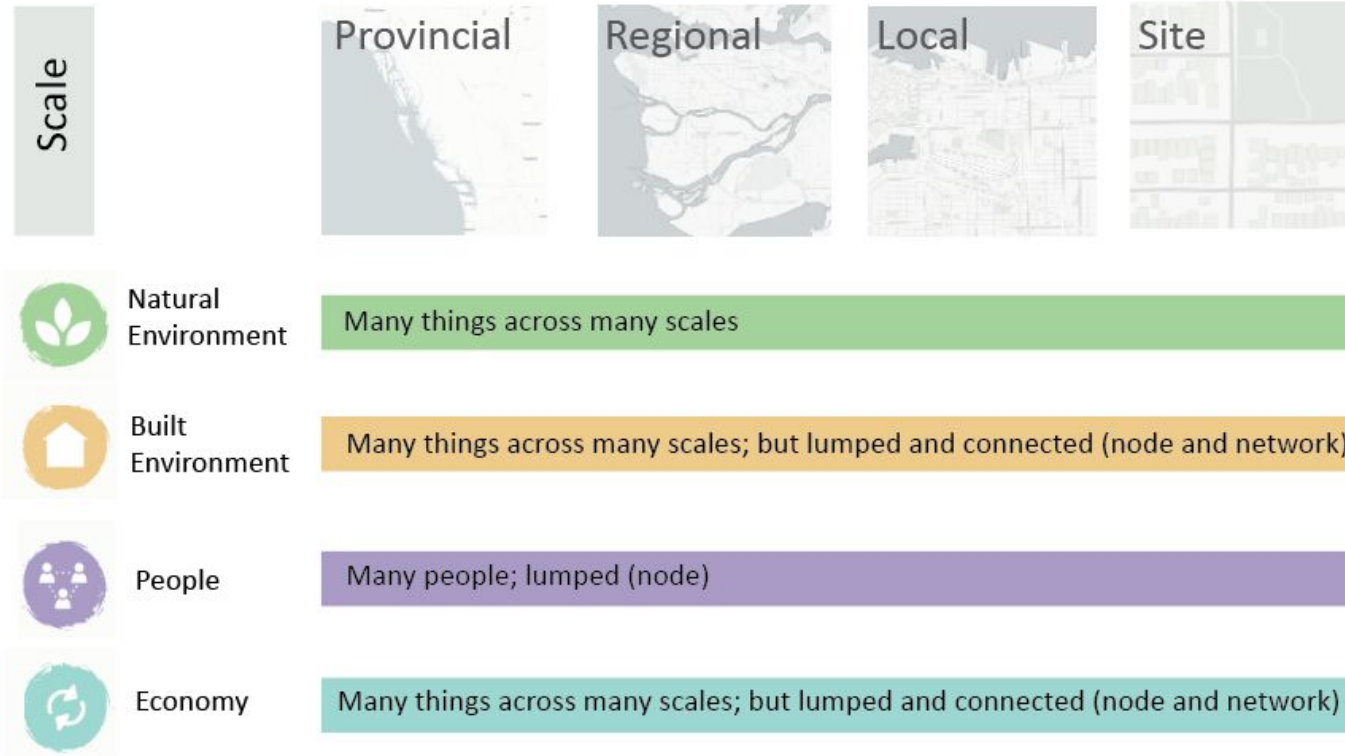 Scale
Provincial
Regional
Local
Site
Natural
Environment
Many things across many scales
Built
Environment
Many things across many scales; but lumped and connected (node and network)
People
Many people; lumped (node)
Economy
Many things across many scales; but lumped and connected (node and network)